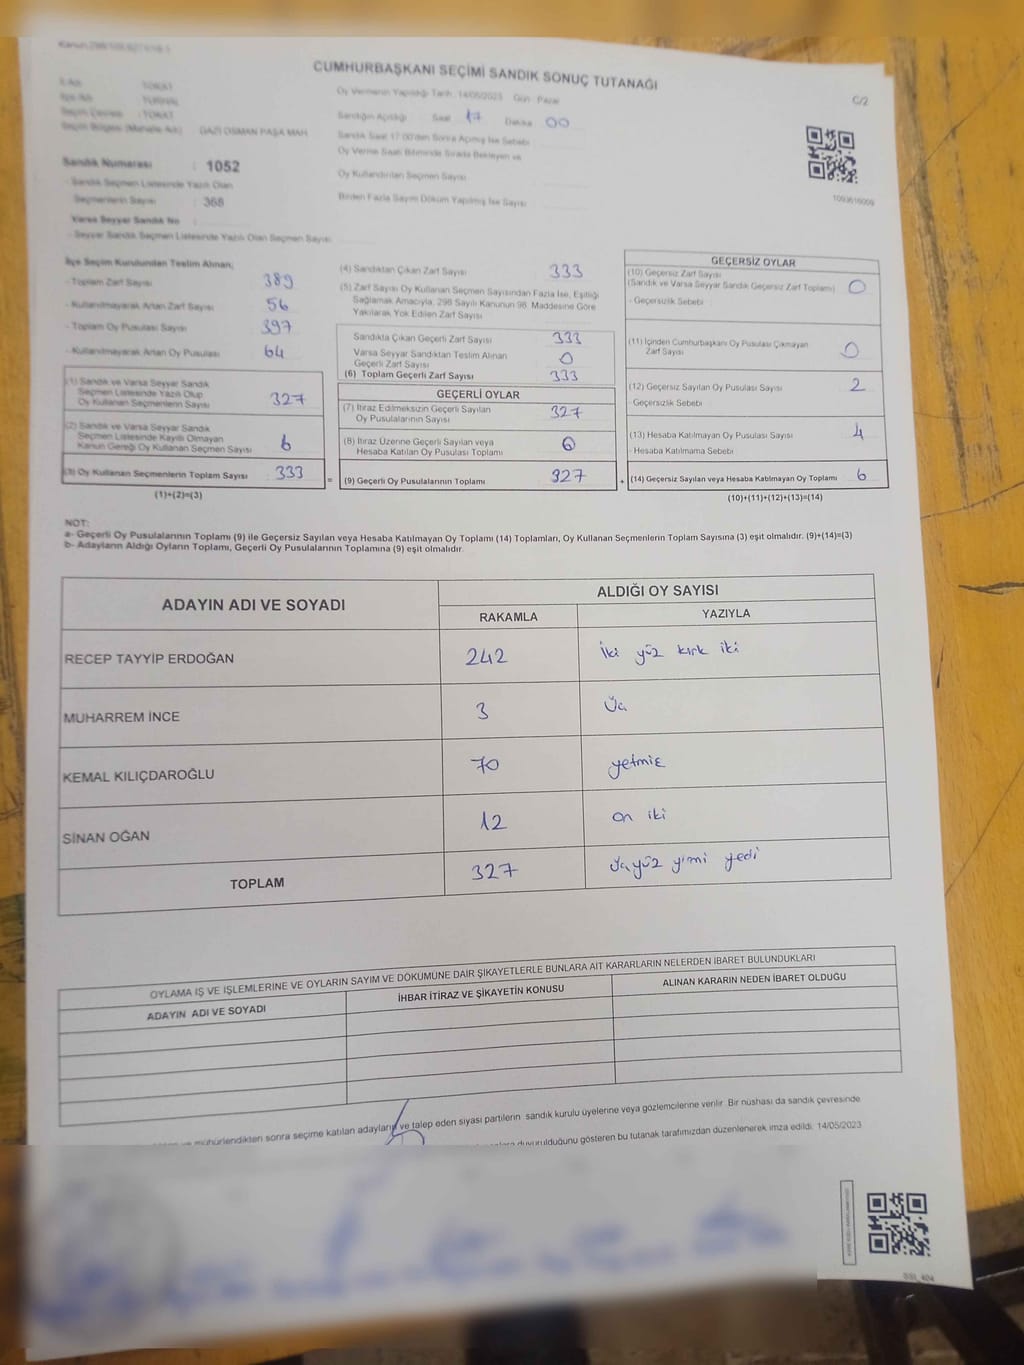 CUMHURBAŞKANI SEÇİMİ SANDIK SONUÇ TUTANAĞI
C/2
Oy Vermenin Yapıldığı Tarih : 14/05/2023 Gün : Pazar
İl Adı : TOKAT
İlçe Adı : TURHAL
Seçim Çevresi : TOKAT
Seçim Bölgesi (Mahalle Adı) : GAZİ OSMAN PAŞA MAH
Sandığın Açıldığı Saat : 17 Dakika : 00
Sandık Saat 17:00'den Sonra Açılmış İse Sebebi
Oy Verme Saati Bitiminde Sırada Bekleyen ve
Oy Kullandırılan Seçmen Sayısı
Birden Fazla Sayım Döküm Yapılmış İse Sayısı
Sandık Numarası : 1052
- Sandık Seçmen Listesinde Yazılı Olan
Seçmenlerin Sayısı : 368
Varsa Seyyar Sandık No
- Seyyar Sandık Seçmen Listesinde Yazılı Olan Seçmen Sayısı
İlçe Seçim Kurulundan Teslim Alınan;
- Toplam Zarf Sayısı 389
- Kullanılmayarak Artan Zarf Sayısı 56
- Toplam Oy Pusulası Sayısı 397
- Kullanılmayarak Artan Oy Pusulası 64
(1) Sandık ve Varsa Seyyar Sandık
Seçmen Listesinde Yazılı Olup
Oy Kullanan Seçmenlerin Sayısı 327
(2) Sandık ve Varsa Seyyar Sandık
Seçmen Listesinde Kayıtlı Olmayan
Kanun Gereği Oy Kullanan Seçmen Sayısı 6
(3) Oy Kullanan Seçmenlerin Toplam Sayısı 333
(1)+(2)=(3)
(4) Sandıktan Çıkan Zarf Sayısı 333
(5) Zarf Sayısı Oy Kullanan Seçmen Sayısından Fazla İse, Eşitliği
Sağlamak Amacıyla, 298 Sayılı Kanunun 98. Maddesine Göre
Yakılarak Yok Edilen Zarf Sayısı
Sandıkta Çıkan Geçerli Zarf Sayısı 333
Varsa Seyyar Sandıktan Teslim Alınan
Geçerli Zarf Sayısı 0
(6) Toplam Geçerli Zarf Sayısı 333
GEÇERLİ OYLAR
(7) İtiraz Edilmeksizin Geçerli Sayılan
Oy Pusulalarının Sayısı 327
(8) İtiraz Üzerine Geçerli Sayılan veya
Hesaba Katılan Oy Pusulası Toplamı
= (9) Geçerli Oy Pusulalarının Toplamı 327
GEÇERSİZ OYLAR
(10) Geçersiz Zarf Sayısı
(Sandık ve Varsa Seyyar Sandık Geçersiz Zarf Toplamı) 0
- Geçersizlik Sebebi
(11) İçinden Cumhurbaşkanı Oy Pusulası Çıkmayan
Zarf Sayısı 0
(12) Geçersiz Sayılan Oy Pusulası Sayısı 2
- Geçersizlik Sebebi
(13) Hesaba Katılmayan Oy Pusulası Sayısı 4
- Hesaba Katılmama Sebebi
+ (14) Geçersiz Sayılan veya Hesaba Katılmayan Oy Toplamı 6
(10)+(11)+(12)+(13)=(14)
NOT:
a- Geçerli Oy Pusulalarının Toplamı (9) ile Geçersiz Sayılan veya Hesaba Katılmayan Oy Toplamı (14) Toplamları, Oy Kullanan Seçmenlerin Toplam Sayısına (3) eşit olmalıdır. (9)+(14)=(3)
b- Adayların Aldığı Oyların Toplamı, Geçerli Oy Pusulalarının Toplamına (9) eşit olmalıdır.
ADAYIN ADI VE SOYADI
ALDIĞI OY SAYISI
RAKAMLA YAZIYLA
RECEP TAYYİP ERDOĞAN 242 iki yüz kırk iki
MUHARREM İNCE 3 Üç
KEMAL KILIÇDAROĞLU 70 yetmiş
SİNAN OĞAN 12 on iki
TOPLAM 327 Üçyüz yirmi yedi
OYLAMA İŞ VE İŞLEMLERİNE VE OYLARIN SAYIM VE DÖKÜMÜNE DAİR ŞİKAYETLERLE BUNLARA AİT KARARLARIN NELERDEN İBARET BULUNDUKLARI
ADAYIN ADI VE SOYADI İHBAR İTİRAZ VE ŞİKAYETİN KONUSU ALINAN KARARIN NEDEN İBARET OLDUĞU
mühürlendikten sonra seçime katılan adayların ve talep eden siyasi partilerin sandık kurulu üyelerine veya gözlemcilerine verilir. Bir nüshası da sandık çevresinde
duyurulduğunu gösteren bu tutanak tarafımızdan düzenlenerek imza edildi. 14/05/2023